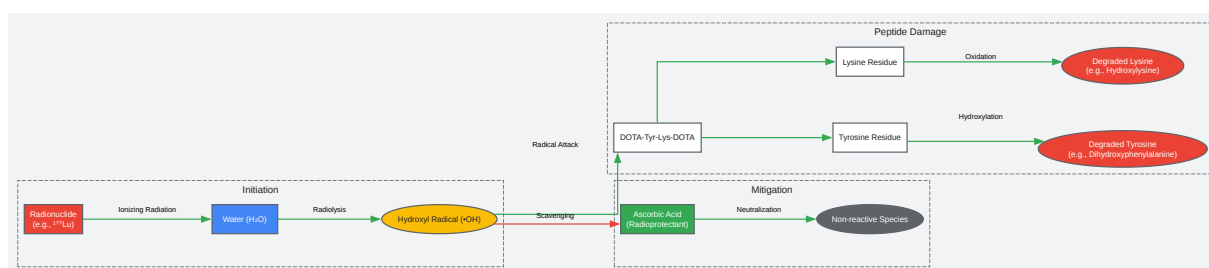 Peptide Damage
Lysine Residue
Oxidation
Degraded Lysine
(e.g., Hydroxylysine)
DOTA-Tyr-Lys-DOTA
Tyrosine Residue
Hydroxylation
Degraded Tyrosine
(e.g., Dihydroxyphenylalanine)
Radical Attack
Initiation
Radionuclide
(e.g., ¹⁷⁷Lu)
Ionizing Radiation
Water (H₂O)
Radiolysis
Hydroxyl Radical (•OH)
Scavenging
Mitigation
Ascorbic Acid
(Radioprotectant)
Neutralization
Non-reactive Species